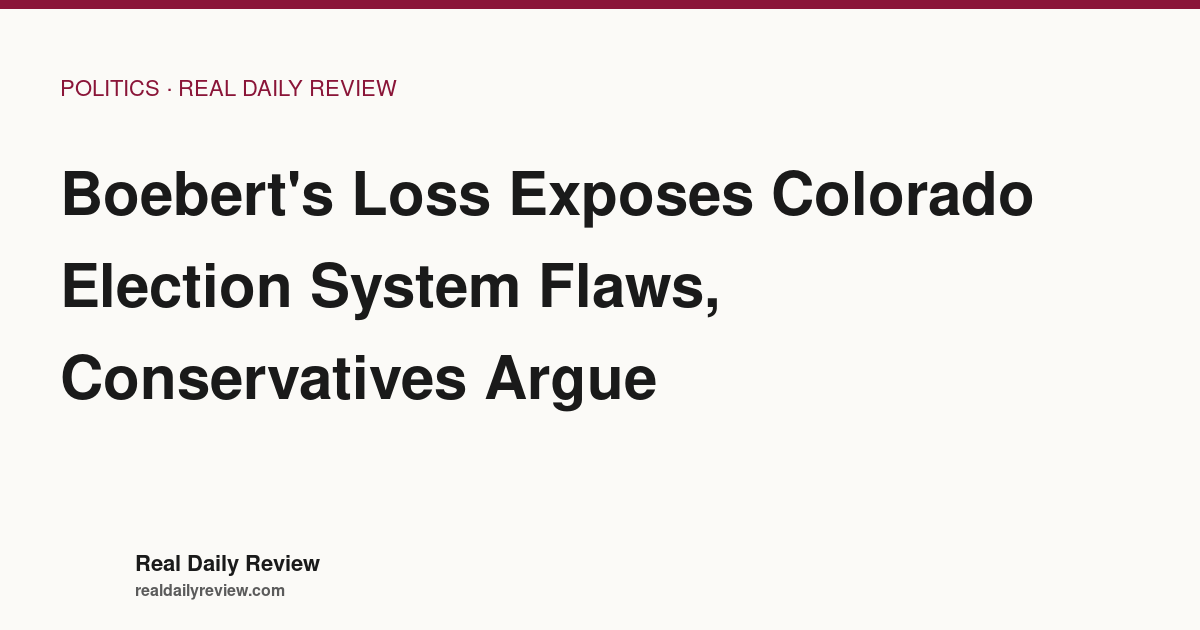 POLITICS · REAL DAILY REVIEW
Boebert's Loss Exposes Colorado
Election System Flaws,
Conservatives Argue
Real Daily Review
realdailyreview.com